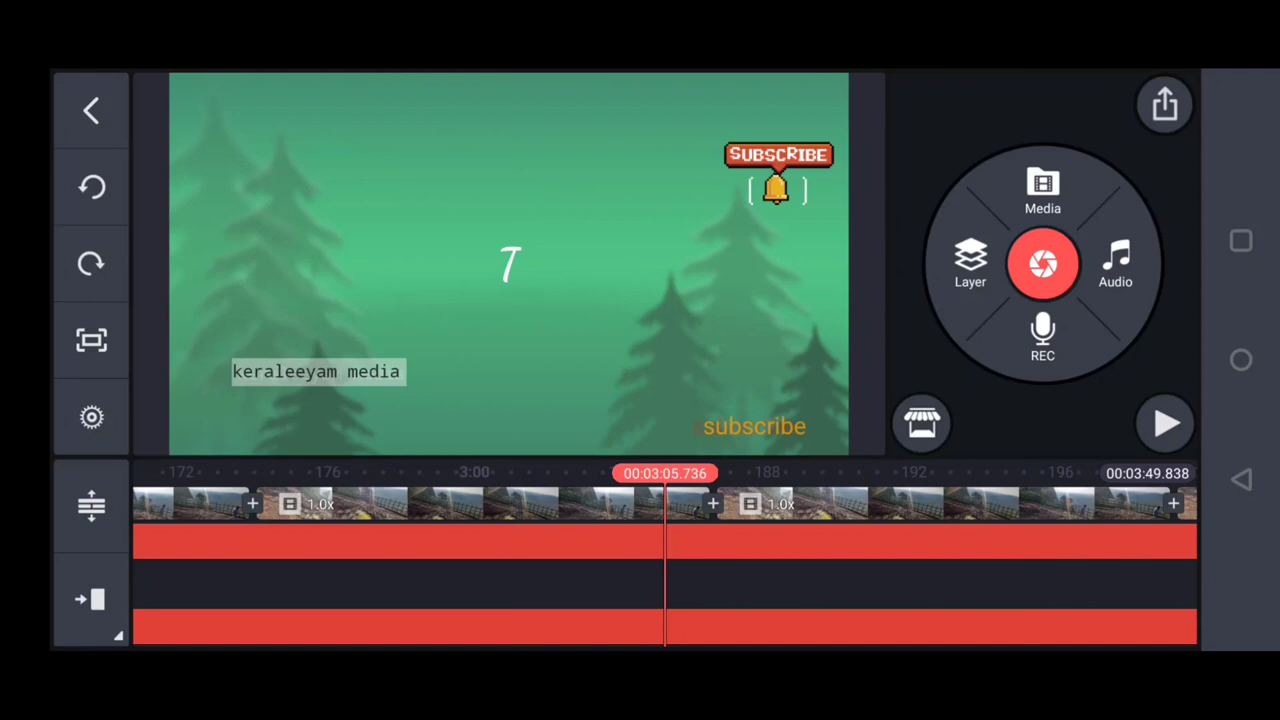 SUBSCRIBE
Media
T
Layer
Audio
REC
keeraleeyam media
subscribe
172
176
3:00
00:03:05.736
188
192
196
00:03:49.838
1.0x
1.0x